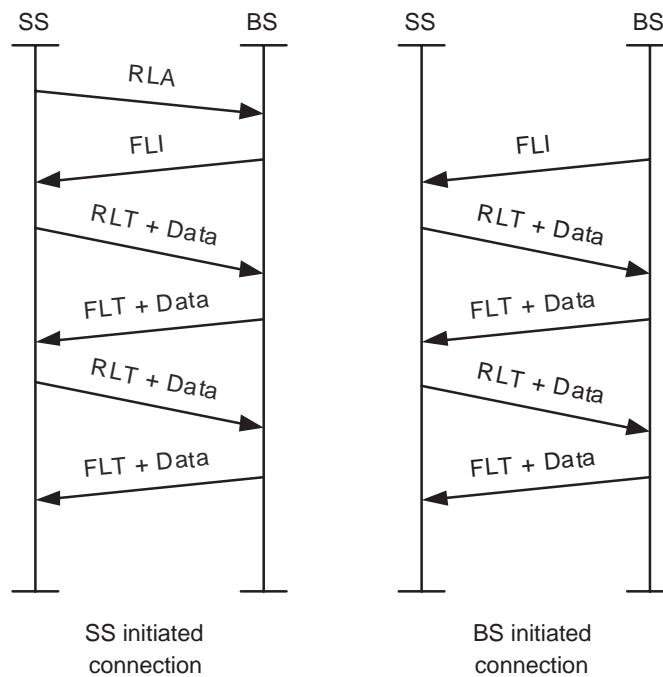 SS BS
RLA
FLI
RLT + Data
FLT + Data
RLT + Data
FLT + Data
SS initiated
connection
SS BS
FLI
RLT + Data
FLT + Data
RLT + Data
FLT + Data
BS initiated
connection